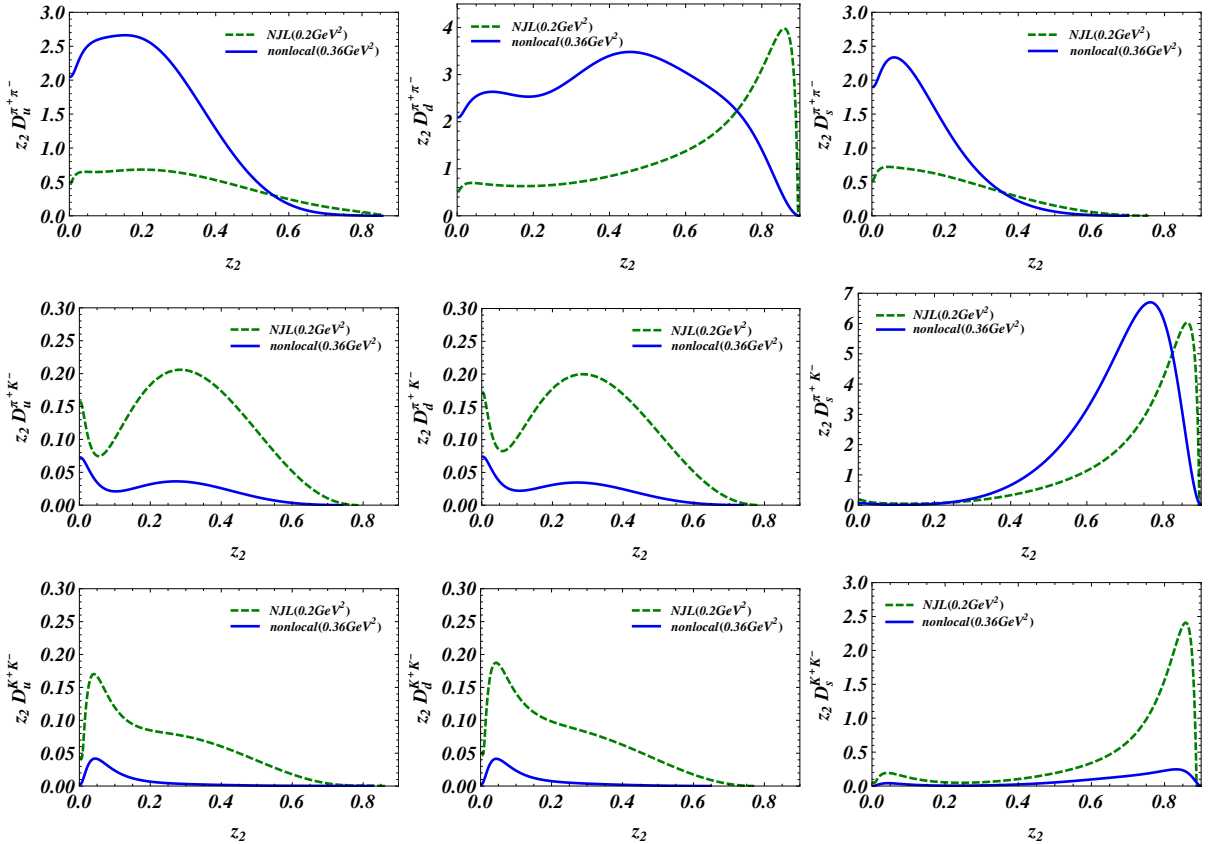 3.0
2.5
2.0
1.5
1.0
0.5
0.0
z₂ D_u^{π⁺π⁻}
NJL(0.2GeV²)
nonlocal(0.36GeV²)
0.0 0.2 0.4 0.6 0.8
z₂
4
3
2
1
0
z₂ D_d^{π⁺π⁻}
NJL(0.2GeV²)
nonlocal(0.36GeV²)
0.0 0.2 0.4 0.6 0.8
z₂
3.0
2.5
2.0
1.5
1.0
0.5
0.0
z₂ D_s^{π⁺π⁻}
NJL(0.2GeV²)
nonlocal(0.36GeV²)
0.0 0.2 0.4 0.6 0.8
z₂
0.30
0.25
0.20
0.15
0.10
0.05
0.00
z₂ D_u^{π⁺K⁻}
NJL(0.2GeV²)
nonlocal(0.36GeV²)
0.0 0.2 0.4 0.6 0.8
z₂
0.30
0.25
0.20
0.15
0.10
0.05
0.00
z₂ D_d^{π⁺K⁻}
NJL(0.2GeV²)
nonlocal(0.36GeV²)
0.0 0.2 0.4 0.6 0.8
z₂
7
6
5
4
3
2
1
0
z₂ D_s^{π⁺K⁻}
NJL(0.2GeV²)
nonlocal(0.36GeV²)
0.0 0.2 0.4 0.6 0.8
z₂
0.30
0.25
0.20
0.15
0.10
0.05
0.00
z₂ D_u^{K⁺K⁻}
NJL(0.2GeV²)
nonlocal(0.36GeV²)
0.0 0.2 0.4 0.6 0.8
z₂
0.30
0.25
0.20
0.15
0.10
0.05
0.00
z₂ D_d^{K⁺K⁻}
NJL(0.2GeV²)
nonlocal(0.36GeV²)
0.0 0.2 0.4 0.6 0.8
z₂
3.0
2.5
2.0
1.5
1.0
0.5
0.0
z₂ D_s^{K⁺K⁻}
NJL(0.2GeV²)
nonlocal(0.36GeV²)
0.0 0.2 0.4 0.6 0.8
z₂